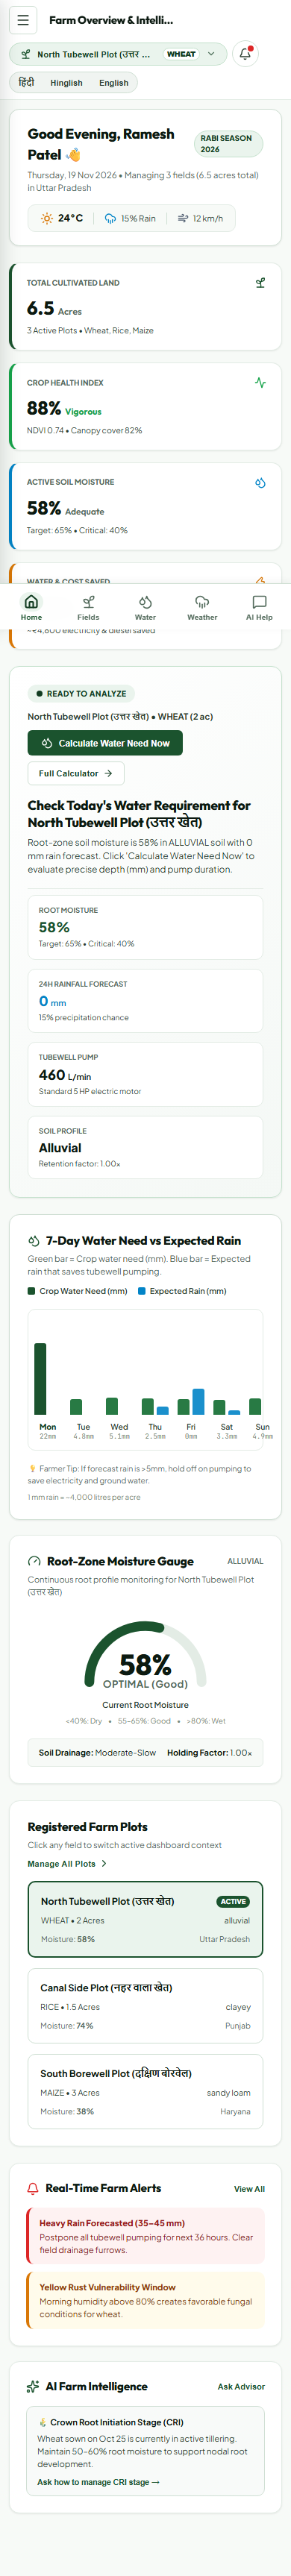 Farm Overview & Intelli...
North Tubewell Plot (उत्तर ... WHEAT
हिंदी Hinglish English
Good Evening, Ramesh
Patel 👋
RABI SEASON
2026
Thursday, 19 Nov 2026 • Managing 3 fields (6.5 acres total)
in Uttar Pradesh
24°C 15% Rain 12 km/h
TOTAL CULTIVATED LAND
6.5 Acres
3 Active Plots • Wheat, Rice, Maize
CROP HEALTH INDEX
88% Vigorous
NDVI 0.74 • Canopy cover 82%
ACTIVE SOIL MOISTURE
58% Adequate
Target: 65% • Critical: 40%
WATER & COST SAVED
Home Fields Water Weather AI Help
~₹4,800 electricity & diesel saved
READY TO ANALYZE
North Tubewell Plot (उत्तर खेत) • WHEAT (2 ac)
Calculate Water Need Now
Full Calculator →
Check Today's Water Requirement for
North Tubewell Plot (उत्तर खेत)
Root-zone soil moisture is 58% in ALLUVIAL soil with 0
mm rain forecast. Click 'Calculate Water Need Now' to
evaluate precise depth (mm) and pump duration.
ROOT MOISTURE
58%
Target: 65% • Critical: 40%
24H RAINFALL FORECAST
0 mm
15% precipitation chance
TUBEWELL PUMP
460 L/min
Standard 5 HP electric motor
SOIL PROFILE
Alluvial
Retention factor: 1.00x
7-Day Water Need vs Expected Rain
Green bar = Crop water need (mm). Blue bar = Expected
rain that saves tubewell pumping.
Crop Water Need (mm) Expected Rain (mm)
Mon Tue Wed Thu Fri Sat Sun
22mm 4.8mm 5.1mm 2.5mm 0mm 3.3mm 4.9mm
💡 Farmer Tip: If forecast rain is >5mm, hold off on pumping to
save electricity and ground water.
1 mm rain = ~4,000 litres per acre
Root-Zone Moisture Gauge ALLUVIAL
Continuous root profile monitoring for North Tubewell Plot
(उत्तर खेत)
58%
OPTIMAL (Good)
Current Root Moisture
<40%: Dry • 55-65%: Good • >80%: Wet
Soil Drainage: Moderate-Slow Holding Factor: 1.00x
Registered Farm Plots
Click any field to switch active dashboard context
Manage All Plots >
North Tubewell Plot (उत्तर खेत) ACTIVE
WHEAT • 2 Acres alluvial
Moisture: 58% Uttar Pradesh
Canal Side Plot (नहर वाला खेत)
RICE • 1.5 Acres clayey
Moisture: 74% Punjab
South Borewell Plot (दक्षिण बोरवेल)
MAIZE • 3 Acres sandy loam
Moisture: 38% Haryana
Real-Time Farm Alerts View All
Heavy Rain Forecasted (35–45 mm)
Postpone all tubewell pumping for next 36 hours. Clear
field drainage furrows.
Yellow Rust Vulnerability Window
Morning humidity above 80% creates favorable fungal
conditions for wheat.
AI Farm Intelligence Ask Advisor
🌾 Crown Root Initiation Stage (CRI)
Wheat sown on Oct 25 is currently in active tillering.
Maintain 50–60% root moisture to support nodal root
development.
Ask how to manage CRI stage →